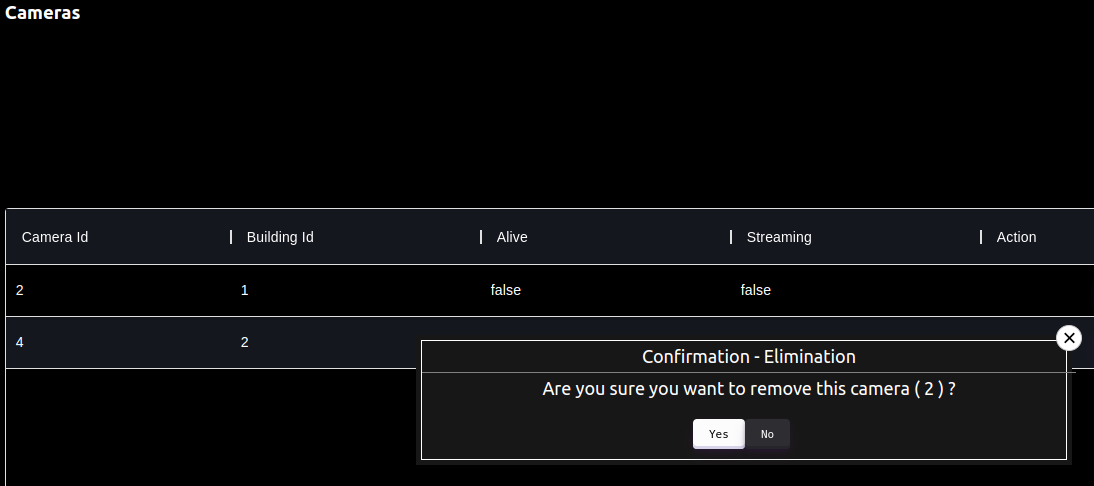 Cameras
Camera Id Building Id Alive Streaming Action
2 1 false false
4 2
Confirmation - Elimination
Are you sure you want to remove this camera ( 2 ) ?
Yes No